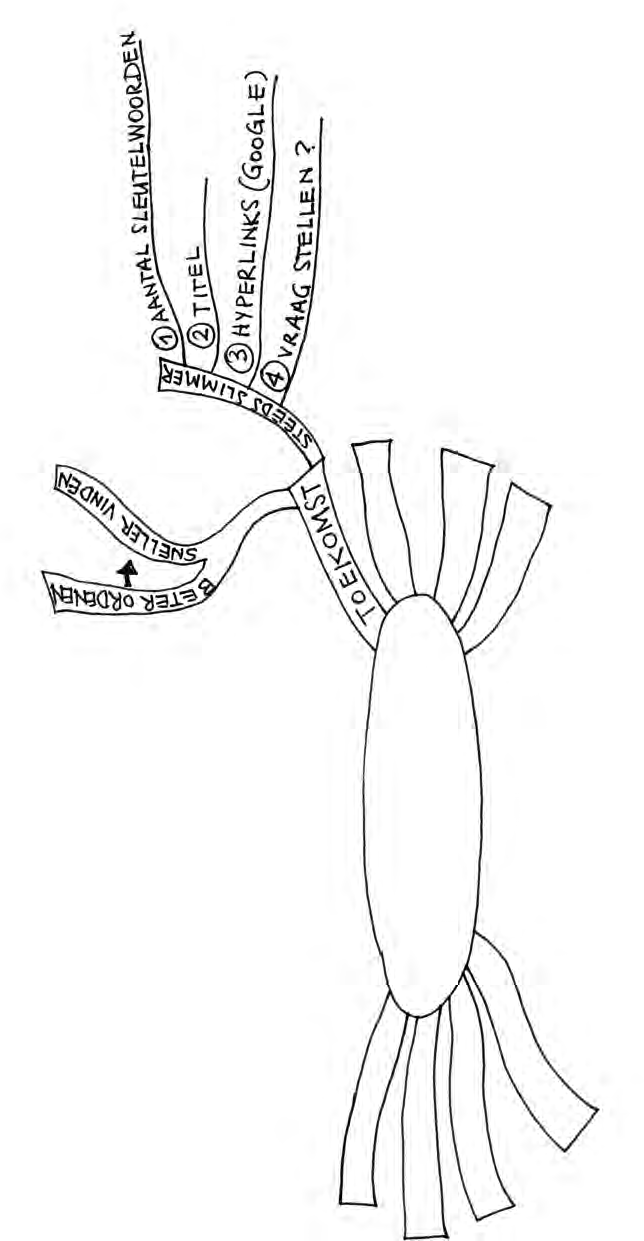 TOEKOMST
STEEDS SLIMMER
① AANTAL SLEUTELWOORDEN
② TITEL
③ HYPERLINKS (GOOGLE)
④ VRAAG STELLEN?
BETER ORDENEN
SNELLER VINDEN